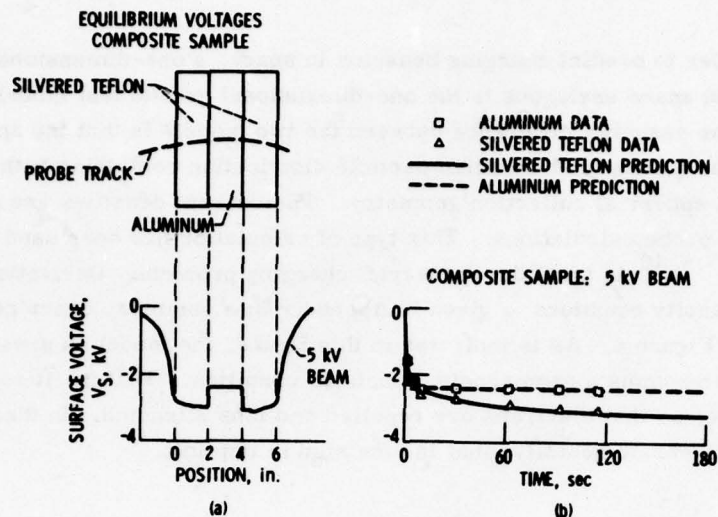 EQUILIBRIUM VOLTAGES
COMPOSITE SAMPLE
SILVERED TEFLON
PROBE TRACK
ALUMINUM
ALUMINUM DATA
SILVERED TEFLON DATA
SILVERED TEFLON PREDICTION
ALUMINUM PREDICTION
COMPOSITE SAMPLE: 5 KV BEAM
SURFACE VOLTAGE,
VS, KV
0
-2
-4
5 KV
BEAM
0 2 4 6
POSITION, in.
(a)
0
-2
-4
0 60 120 180
TIME, sec
(b)